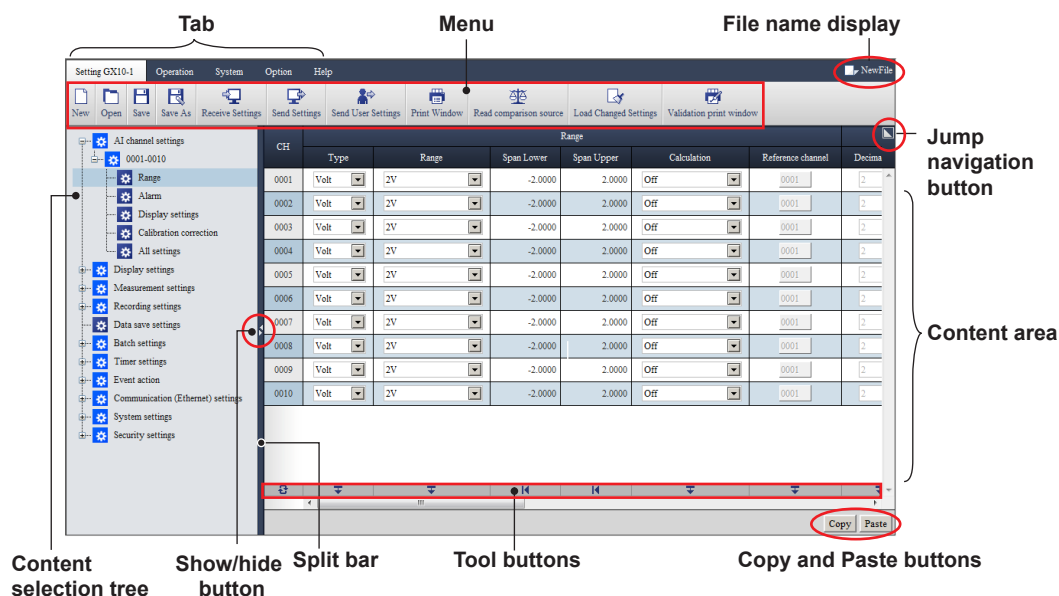 Tab
Menu
File name display
Setting GX10-1 Operation System Option Help
NewFile
New Open Save Save As Receive Settings Send Settings Send User Settings Print Window Read comparison source Load Changed Settings Validation print window
Jump
navigation
button
AI channel settings
0001-0010
Range
Alarm
Display settings
Calibration correction
All settings
Display settings
Measurement settings
Recording settings
Data save settings
Batch settings
Timer settings
Event action
Communication (Ethernet) settings
System settings
Security settings
CH Range
Type Range Span Lower Span Upper Calculation Reference channel Decima
0001 Volt 2V -2.0000 2.0000 Off 0001 2
0002 Volt 2V -2.0000 2.0000 Off 0001 2
0003 Volt 2V -2.0000 2.0000 Off 0001 2
0004 Volt 2V -2.0000 2.0000 Off 0001 2
0005 Volt 2V -2.0000 2.0000 Off 0001 2
0006 Volt 2V -2.0000 2.0000 Off 0001 2
0007 Volt 2V -2.0000 2.0000 Off 0001 2
0008 Volt 2V -2.0000 2.0000 Off 0001 2
0009 Volt 2V -2.0000 2.0000 Off 0001 2
0010 Volt 2V -2.0000 2.0000 Off 0001 2
Content area
Copy Paste
Content
selection tree
Show/hide
button
Split bar
Tool buttons
Copy and Paste buttons